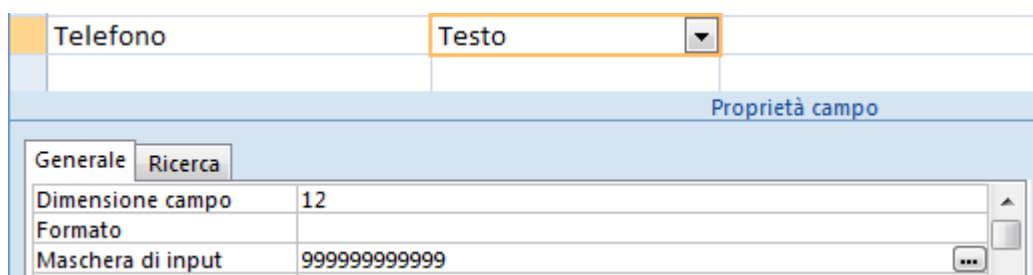 Telefono Testo
Proprietà campo
Generale Ricerca
Dimensione campo 12
Formato
Maschera di input 999999999999